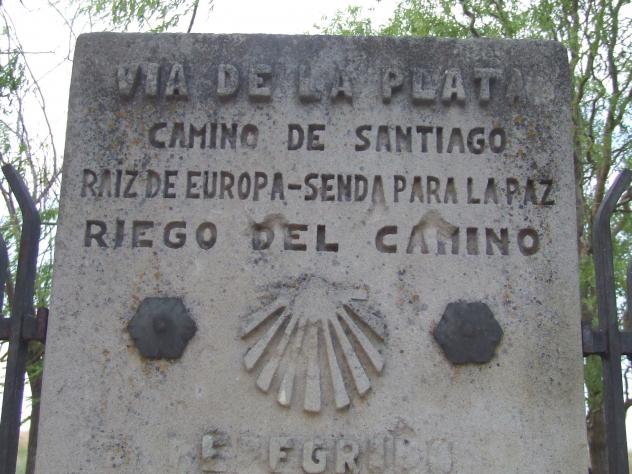 VIA DE LA PLATA
CAMINO DE SANTIAGO
RAIZ DE EUROPA-SENDA PARA LA PAZ
RIEGO DEL CAMINO